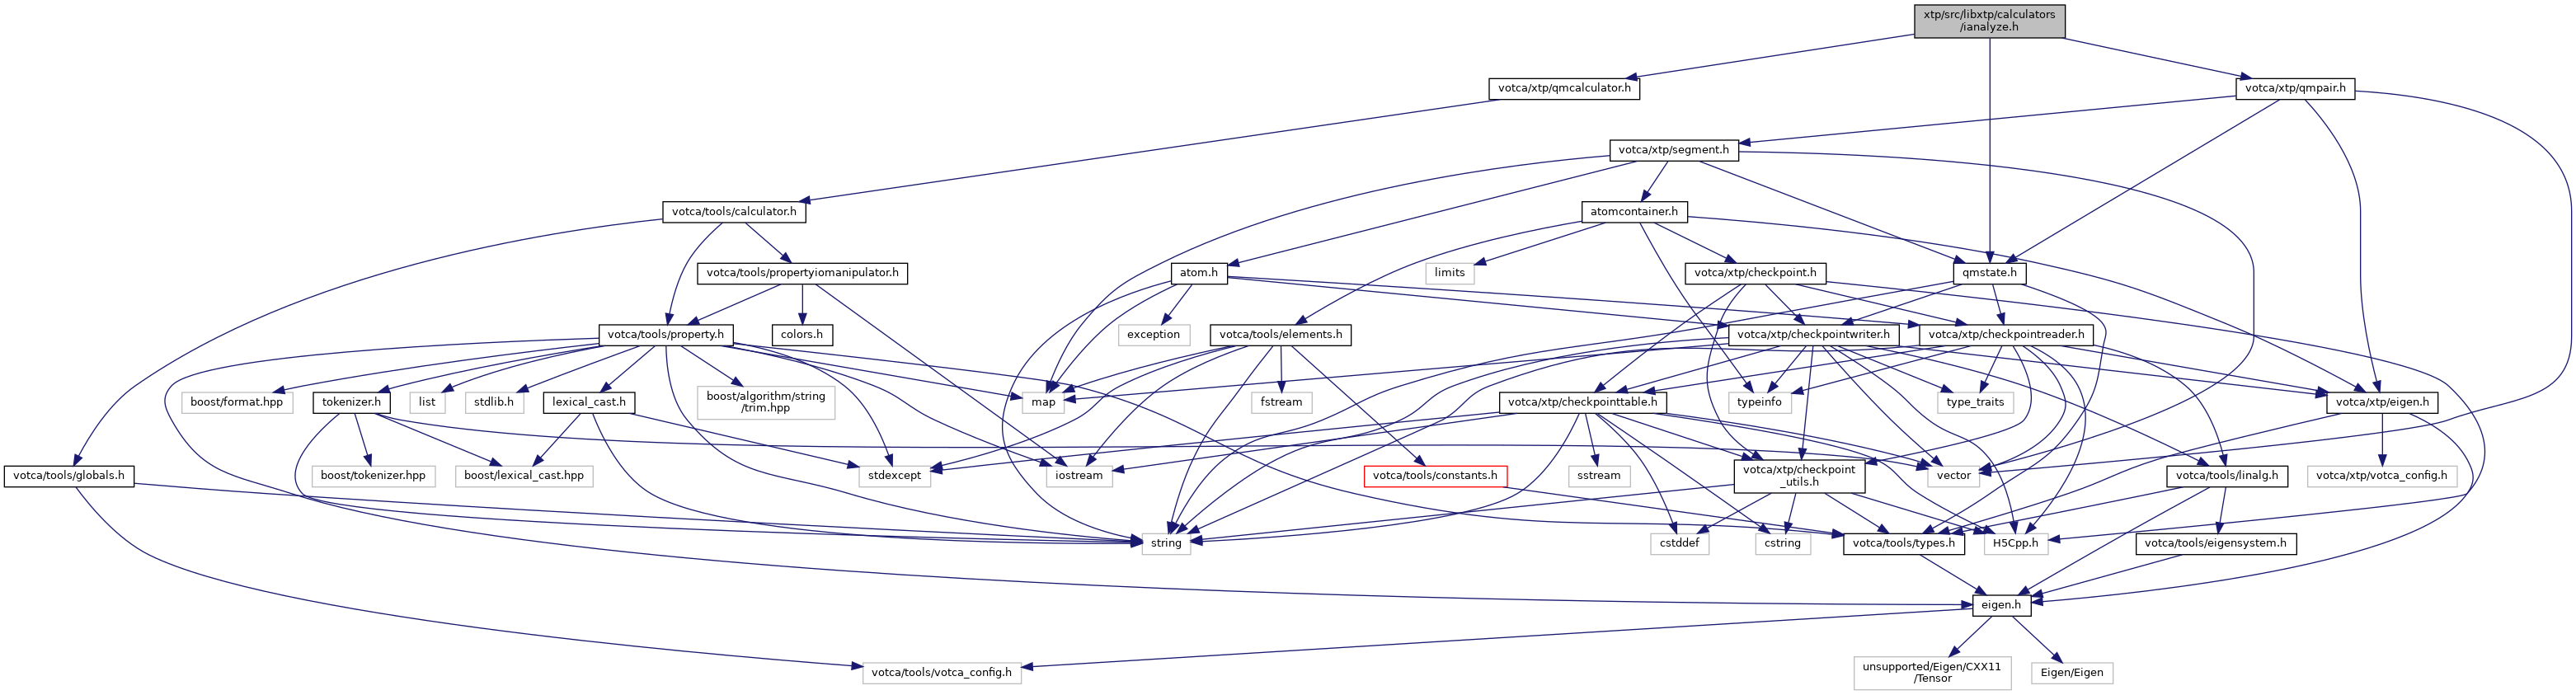 xtp/src/libxtp/calculators
/ianalyze.h
votca/xtp/qmcalculator.h
votca/xtp/qmpair.h
votca/xtp/segment.h
votca/tools/calculator.h
atomcontainer.h
votca/tools/propertyiomanipulator.h
atom.h
limits
votca/xtp/checkpoint.h
qmstate.h
votca/tools/property.h
colors.h
exception
votca/tools/elements.h
votca/xtp/checkpointwriter.h
votca/xtp/checkpointreader.h
boost/format.hpp
tokenizer.h
list
stdlib.h
lexical_cast.h
boost/algorithm/string
/trim.hpp
map
fstream
votca/xtp/checkpointtable.h
typeinfo
type_traits
votca/xtp/eigen.h
votca/tools/globals.h
boost/tokenizer.hpp
boost/lexical_cast.hpp
stdexcept
iostream
votca/tools/constants.h
sstream
votca/xtp/checkpoint
_utils.h
vector
votca/tools/linalg.h
votca/xtp/votca_config.h
string
cstddef
cstring
votca/tools/types.h
H5Cpp.h
votca/tools/eigensystem.h
eigen.h
votca/tools/votca_config.h
unsupported/Eigen/CXX11
/Tensor
Eigen/Eigen